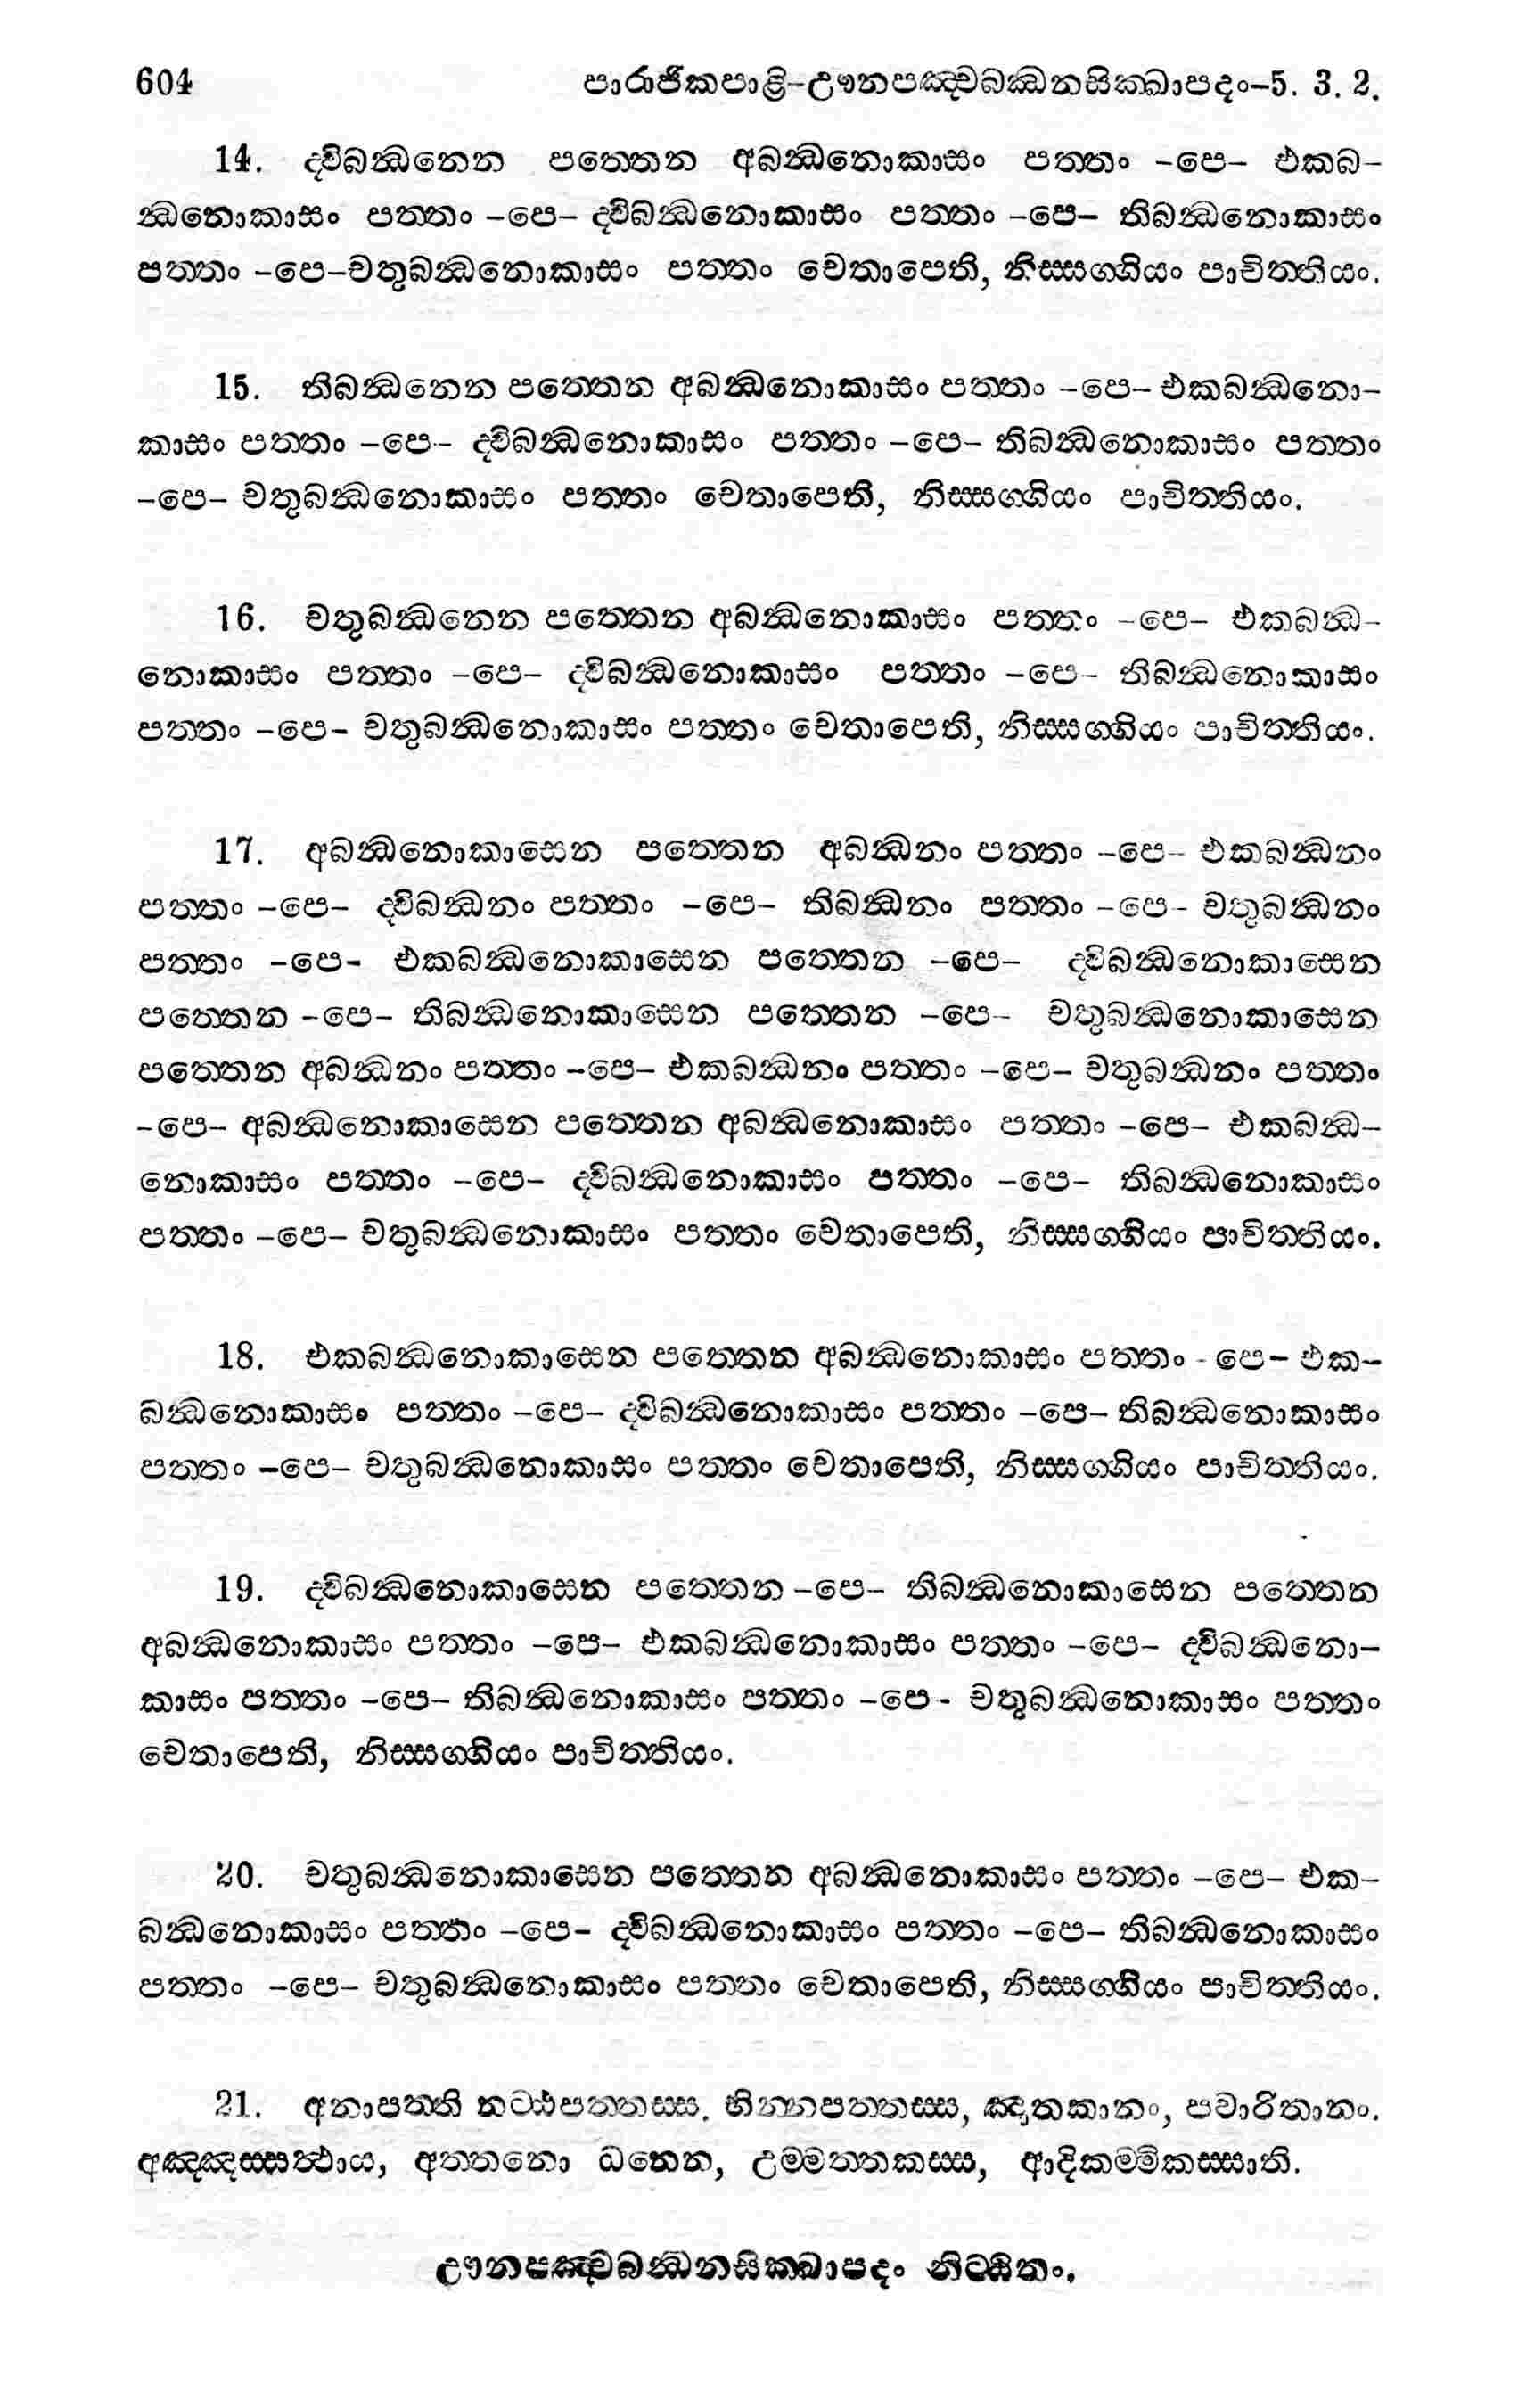 604 පාරාජිකපාළි-ඌනපඤ්චබන්ධනසික්ඛාපදං-5. 3. 2.
14. ද්විබන්ධනෙන පත්තෙන අබන්ධනොකාසං පත්තං -පෙ- එකබ-
න්ධනොකාසං පත්තං -පෙ- ද්විබන්ධනොකාසං පත්තං -පෙ- තිබන්ධනොකාසං
පත්තං -පෙ-චතුබන්ධනොකාසං පත්තං චෙතාපෙති, නිස්සග්ගියං පාචිත්තියං.
15. තිබන්ධනෙන පත්තෙන අබන්ධනොකාසං පත්තං -පෙ- එකබන්ධනො-
කාසං පත්තං -පෙ- ද්විබන්ධනොකාසං පත්තං -පෙ- තිබන්ධනොකාසං පත්තං
-පෙ- චතුබන්ධනොකාසං පත්තං චෙතාපෙති, නිස්සග්ගියං පාචිත්තියං.
16. චතුබන්ධනෙන පත්තෙන අබන්ධනොකාසං පත්තං -පෙ- එකබන්ධ-
නොකාසං පත්තං -පෙ- ද්විබන්ධනොකාසං පත්තං -පෙ- තිබන්ධනොකාසං
පත්තං -පෙ- චතුබන්ධනොකාසං පත්තං චෙතාපෙති, නිස්සග්ගියං පාචිත්තියං.
17. අබන්ධනොකාසෙන පත්තෙන අබන්ධනං පත්තං -පෙ- එකබන්ධනං
පත්තං -පෙ- ද්විබන්ධනං පත්තං -පෙ- තිබන්ධනං පත්තං -පෙ- චතුබන්ධනං
පත්තං -පෙ- එකබන්ධනොකාසෙන පත්තෙන -පෙ- ද්විබන්ධනොකාසෙන
පත්තෙන -පෙ- තිබන්ධනොකාසෙන පත්තෙන -පෙ- චතුබන්ධනොකාසෙන
පත්තෙන අබන්ධනං පත්තං -පෙ- එකබන්ධනං පත්තං -පෙ- චතුබන්ධනං පත්තං
-පෙ- අබන්ධනොකාසෙන පත්තෙන අබන්ධනොකාසං පත්තං -පෙ- එකබන්ධ-
නොකාසං පත්තං -පෙ- ද්විබන්ධනොකාසං පත්තං -පෙ- තිබන්ධනොකාසං
පත්තං -පෙ- චතුබන්ධනොකාසං පත්තං චෙතාපෙති, නිස්සග්ගියං පාචිත්තියං.
18. එකබන්ධනොකාසෙන පත්තෙන අබන්ධනොකාසං පත්තං - පෙ- එක-
බන්ධනොකාසං පත්තං -පෙ- ද්විබන්ධනොකාසං පත්තං -පෙ- තිබන්ධනොකාසං
පත්තං -පෙ- චතුබන්ධනොකාසං පත්තං චෙතාපෙති, නිස්සග්ගියං පාචිත්තියං.
19. ද්විබන්ධනොකාසෙන පත්තෙන -පෙ- තිබන්ධනොකාසෙන පත්තෙන
අබන්ධනොකාසං පත්තං -පෙ- එකබන්ධනොකාසං පත්තං -පෙ- ද්විබන්ධනො-
කාසං පත්තං -පෙ- තිබන්ධනොකාසං පත්තං -පෙ- චතුබන්ධනොකාසං පත්තං
චෙතාපෙති, නිස්සග්ගියං පාචිත්තියං.
20. චතුබන්ධනොකාසෙන පත්තෙන අබන්ධනොකාසං පත්තං -පෙ- එක-
බන්ධනොකාසං පත්තං -පෙ- ද්විබන්ධනොකාසං පත්තං -පෙ- තිබන්ධනොකාසං
පත්තං -පෙ- චතුබන්ධනොකාසං පත්තං චෙතාපෙති, නිස්සග්ගියං පාචිත්තියං.
21. අනාපත්ති නට්ඨපත්තස්ස. භින්නපත්තස්ස, ඤාතකානං, පවාරිතානං.
අඤ්ඤස්සත්ථාය, අත්තනො ධනෙන, උම්මත්තකස්ස, ආදිකම්මිකස්සාති.
ඌනපඤ්චබන්ධනසික්ඛාපදං නිට්ඨිතං.